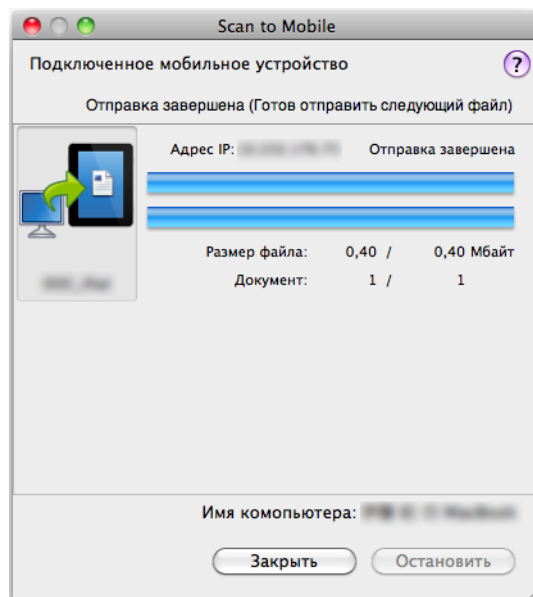 Scan to Mobile
Подключенное мобильное устройство
?
Отправка завершена (Готов отправить следующий файл)
Адрес IP: Отправка завершена
Размер файла: 0,40 / 0,40 Мбайт
Документ: 1 / 1
Имя комопьютера:
Закрыть Остановить